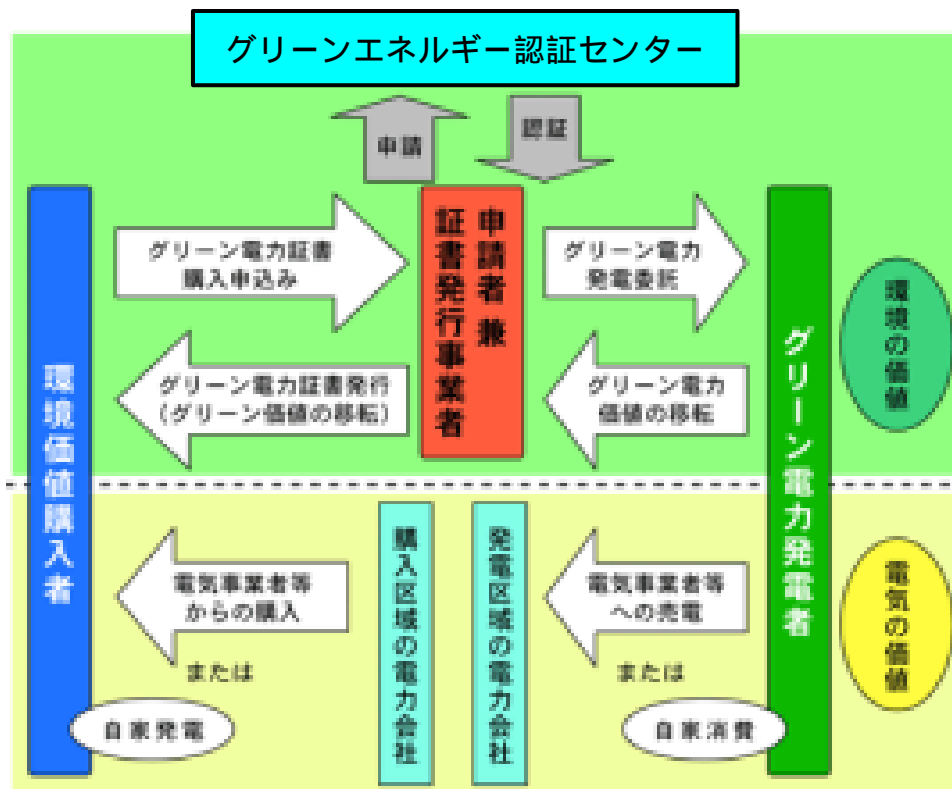 グリーンエネルギー認証センター
申請
認証
グリーン電力証書
購入申込み
申請者 兼
証書発行事業者
グリーン電力
発電委託
環境の価値
グリーン電力証書発行
(グリーン価値の移転)
グリーン電力
価値の移転
環境価値購入者
グリーン電力発電者
電気事業者等
からの購入
または
自家発電
購入区域の電力会社
発電区域の電力会社
電気事業者等
への売電
または
自家消費
電気の価値